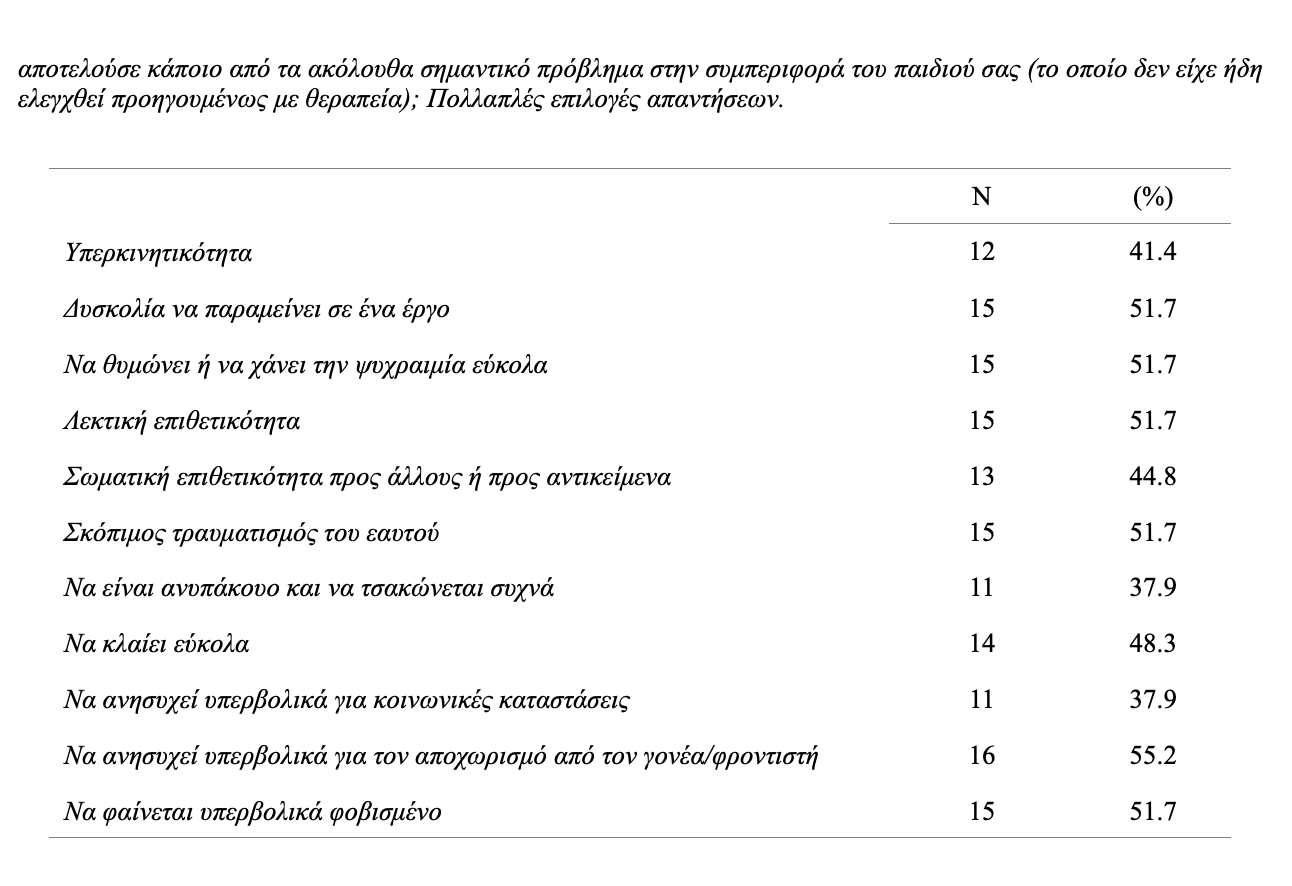 αποτελούσε κάποιο από τα ακόλουθα σημαντικό πρόβλημα στην συμπεριφορά του παιδιού σας (το οποίο δεν είχε ήδη
ελεγχθεί προηγουμένως με θεραπεία); Πολλαπλές επιλογές απαντήσεων.
N (%)
Υπερκινητικότητα 12 41.4
Δυσκολία να παραμείνει σε ένα έργο 15 51.7
Να θυμώνει ή να χάνει την ψυχραιμία εύκολα 15 51.7
Λεκτική επιθετικότητα 15 51.7
Σωματική επιθετικότητα προς άλλους ή προς αντικείμενα 13 44.8
Σκόπιμος τραυματισμός του εαυτού 15 51.7
Να είναι ανυπάκουο και να τσακώνεται συχνά 11 37.9
Να κλαίει εύκολα 14 48.3
Να ανησυχεί υπερβολικά για κοινωνικές καταστάσεις 11 37.9
Να ανησυχεί υπερβολικά για τον αποχωρισμό από τον γονέα/φροντιστή 16 55.2
Να φαίνεται υπερβολικά φοβισμένο 15 51.7